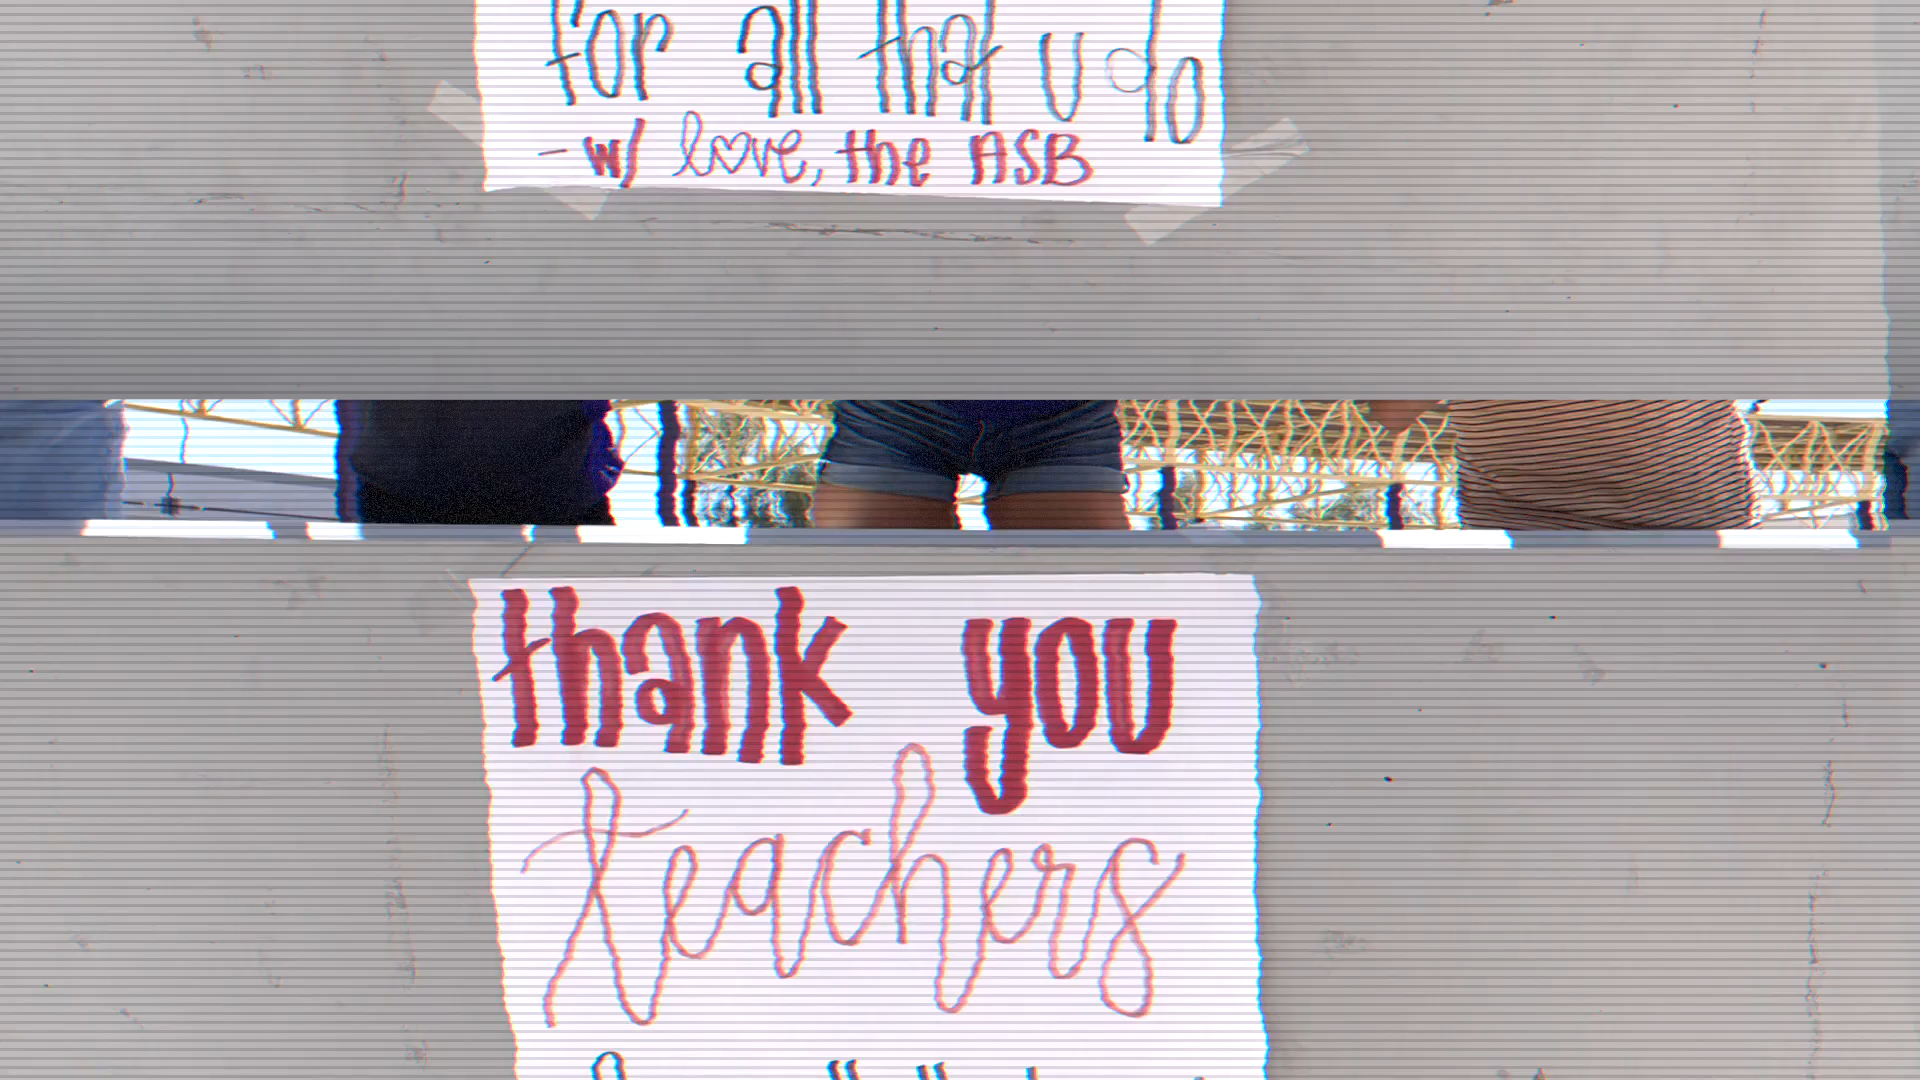 for all that u do
- w/ love, the ASB
thank you
teachers